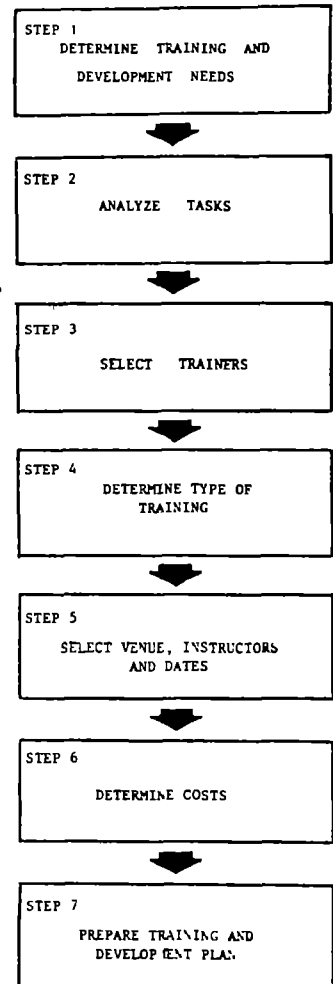 STEP 1
DETERMINE TRAINING AND
DEVELOPMENT NEEDS
STEP 2
ANALYZE TASKS
STEP 3
SELECT TRAINERS
STEP 4
DETERMINE TYPE OF
TRAINING
STEP 5
SELECT VENUE, INSTRUCTORS
AND DATES
STEP 6
DETERMINE COSTS
STEP 7
PREPARE TRAINING AND
DEVELOPMENT PLAN